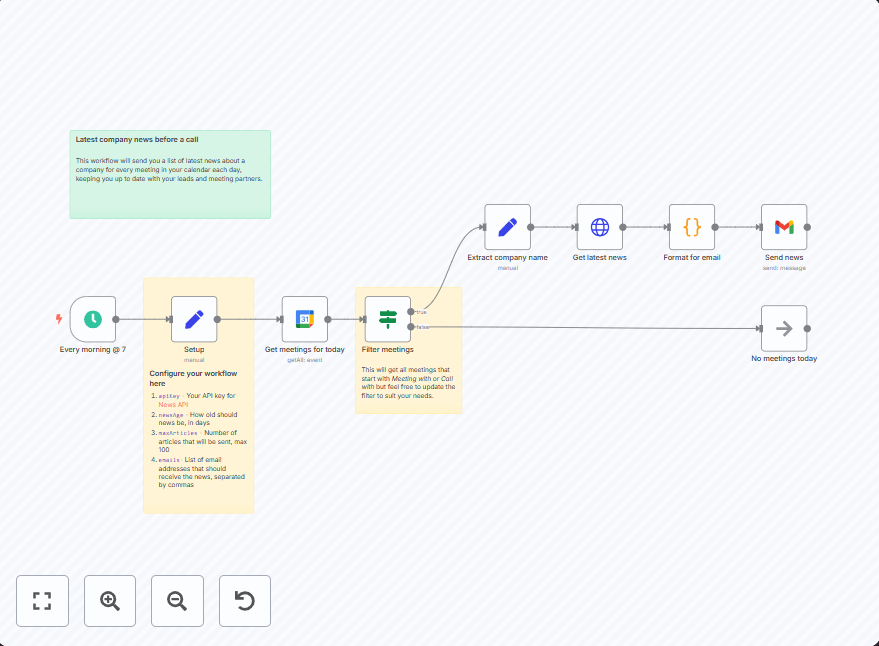 Latest company news before a call
This workflow will send you a list of latest news about a
company for every meeting in your calendar each day,
keeping you up to date with your leads and meeting partners.
Extract company name
manual
Get latest news
Format for email
Send news
send: message
Every morning @ 7
Setup
manual
31
Get meetings for today
getAll: event
true
false
Filter meetings
No meetings today
Configure your workflow
here
1. apiKey - Your API key for
News API
2. newsAge - How old should
news be, in days
3. maxArticles - Number of
articles that will be sent, max
100
4. emails - List of email
addresses that should
receive the news, separated
by commas
This will get all meetings that
start with Meeting with or Call
with but feel free to update the
filter to suit your needs.